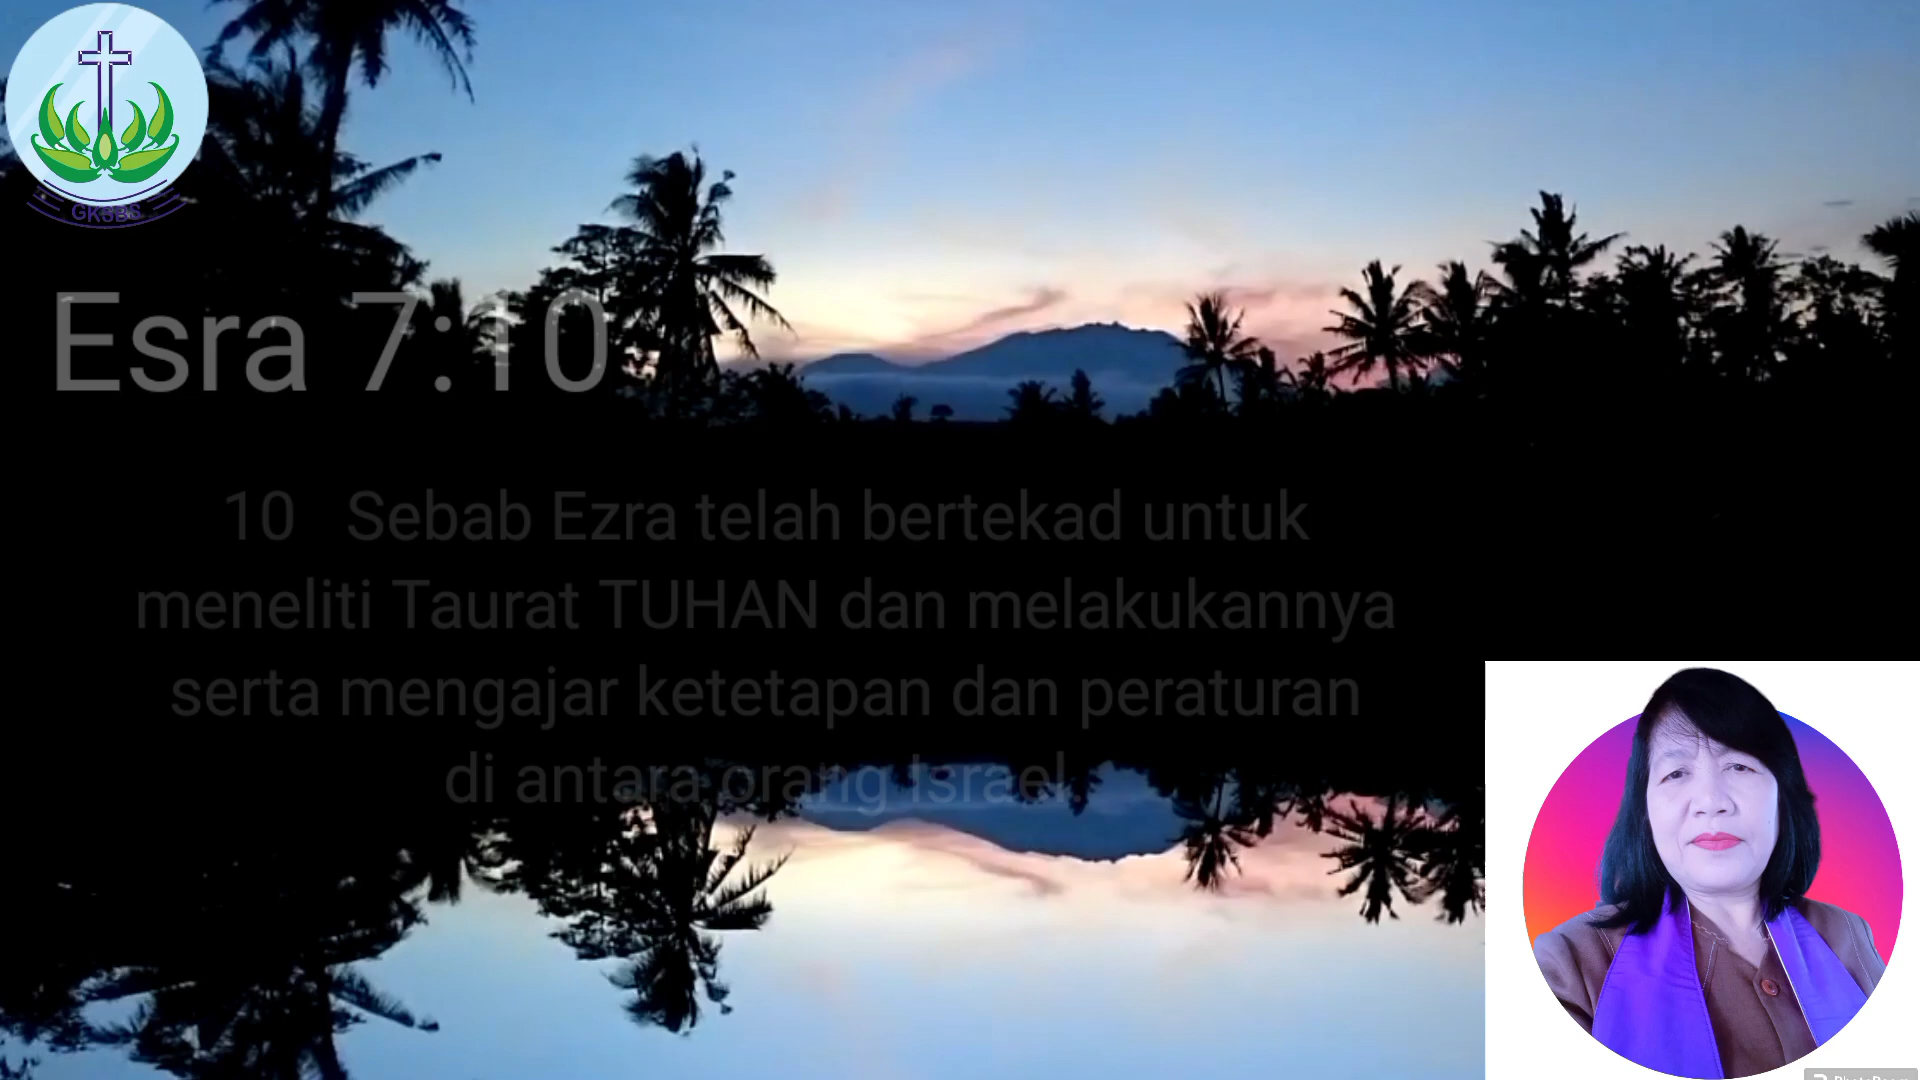 GKSBS
Esra 7:10
10 Sebab Ezra telah bertekad untuk
meneliti Taurat TUHAN dan melakukannya
serta mengajar ketetapan dan peraturan
di antara orang Israel.
PhotoRoom